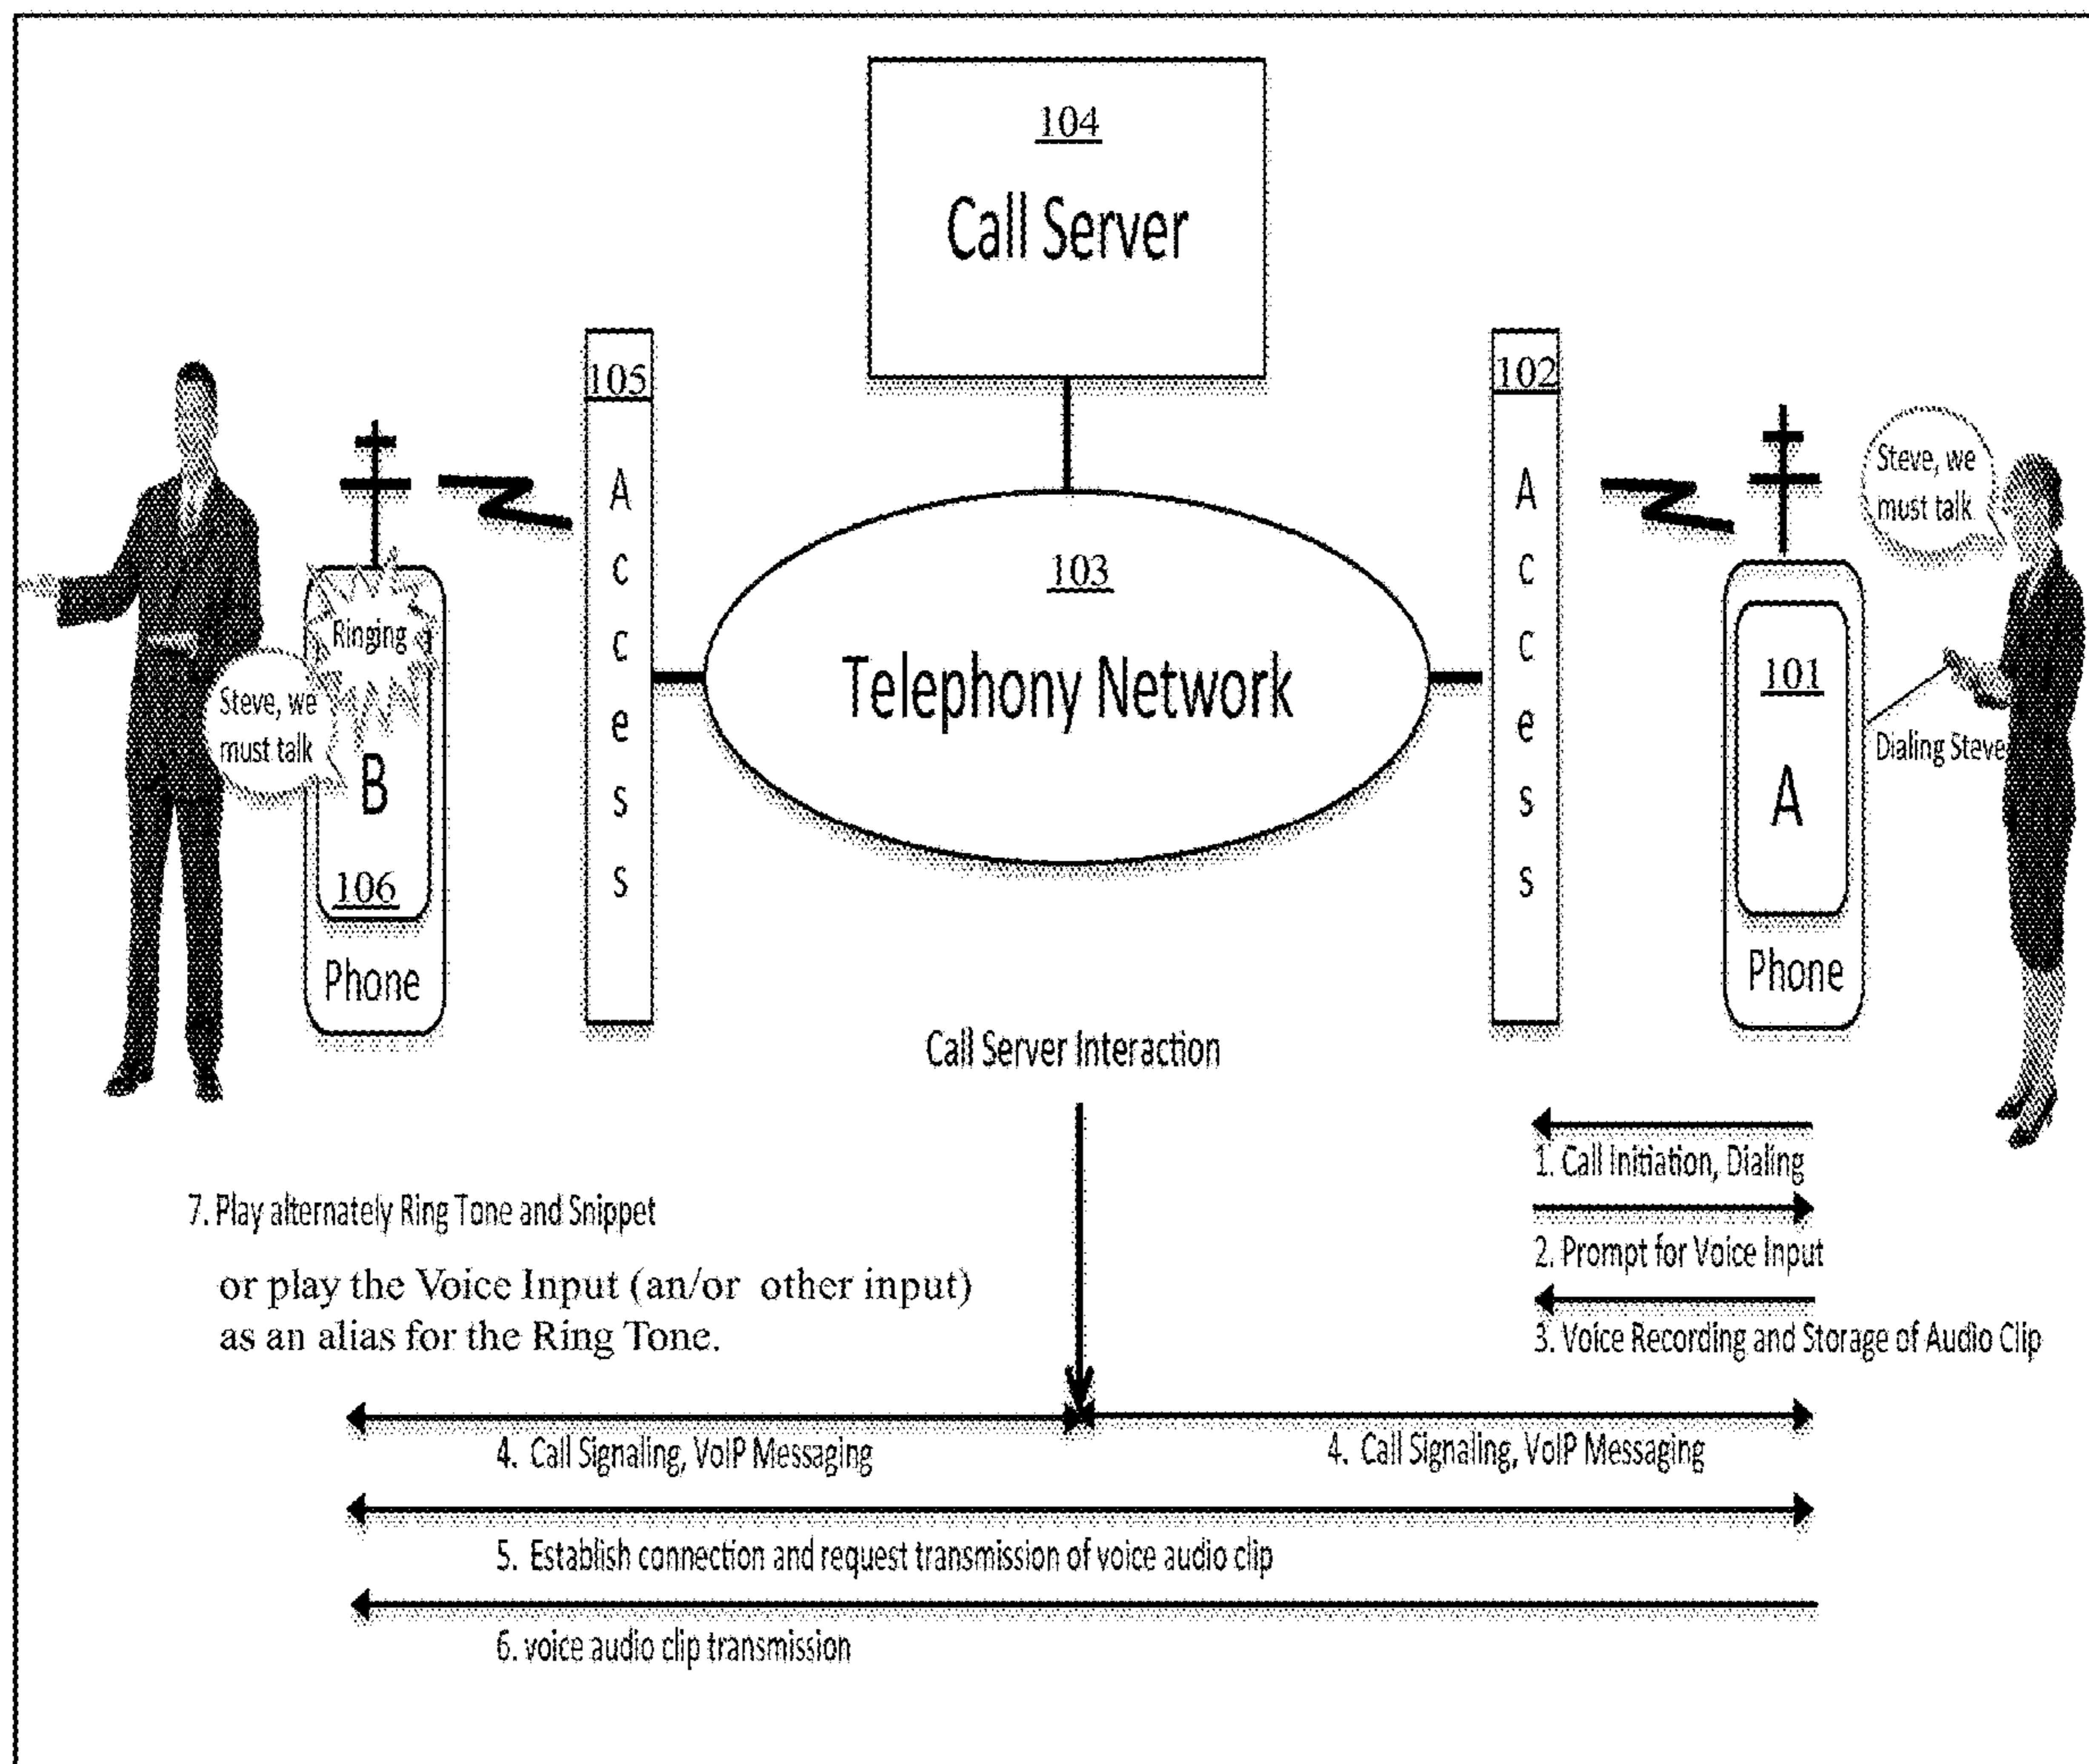 104
Call Server
105
A
c
c
e
s
s
102
A
c
c
e
s
s
103
Telephony Network
Steve, we
must talk
Ringing
Steve, we
must talk
B
106
Phone
101
A
Phone
Dialing Steve
Call Server Interaction
1. Call Initiation, Dialing
2. Prompt for Voice Input
3. Voice Recording and Storage of Audio Clip
7. Play alternately Ring Tone and Snippet
or play the Voice Input (an/or other input)
as an alias for the Ring Tone.
4. Call Signaling, VoIP Messaging
4. Call Signaling, VoIP Messaging
5. Establish connection and request transmission of voice audio clip
6. voice audio clip transmission